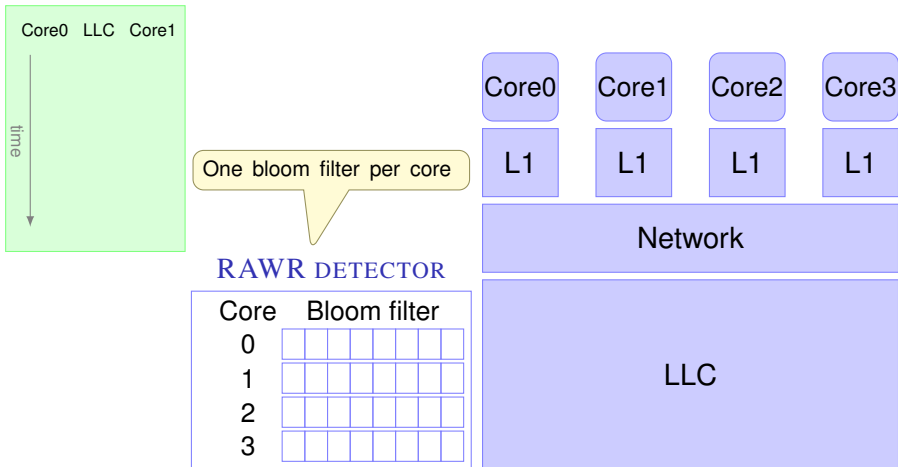 Core0 LLC Core1
time
One bloom filter per core
RAWR DETECTOR
Core Bloom filter
0
1
2
3
Core0 Core1 Core2 Core3
L1 L1 L1 L1
Network
LLC